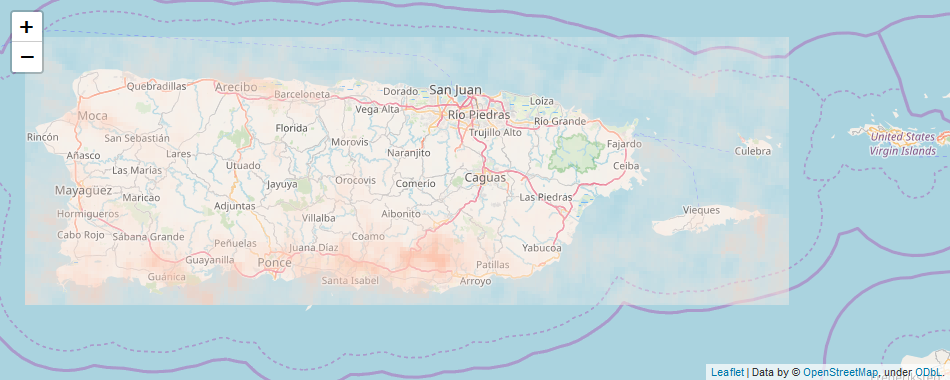 +
−
Quebradillas
Arecibo
Barceloneta
Dorado
San Juan
Vega Alta
Loíza
Río Piedras
Río Grande
Moca
Florida
Trujillo Alto
Rincón
San Sebastián
Morovis
Fajardo
Añasco
Lares
Naranjito
Culebra
United States
Virgin Islands
Las Marías
Utuado
Ceiba
Mayagüez
Jayuya
Orocovis
Comerio
Caguas
Maricao
Adjuntas
Las Piedras
Hormigueros
Villalba
Aibonito
Vieques
Cabo Rojo
Sábana Grande
Peñuelas
Juana Díaz
Coamo
Yabucoa
Guayanilla
Ponce
Patillas
Guánica
Santa Isabel
Arroyo
Leaflet | Data by © OpenStreetMap, under ODbL.